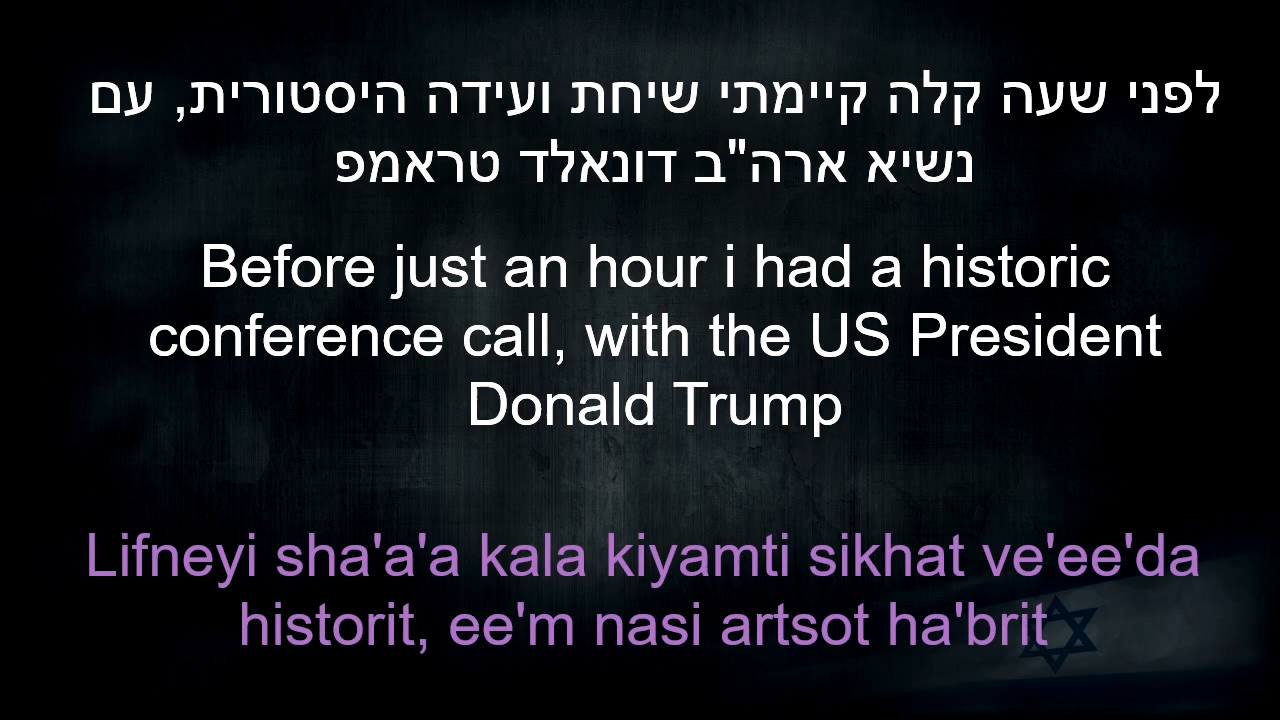 לפני שעה קלה קיימתי שיחת ועידה היסטורית, עם
נשיא ארה"ב דונאלד טראמפ
Before just an hour i had a historic
conference call, with the US President
Donald Trump
Lifneyi sha'a'a kala kiyamti sikhat ve'ee'da
historit, ee'm nasi artsot ha'brit